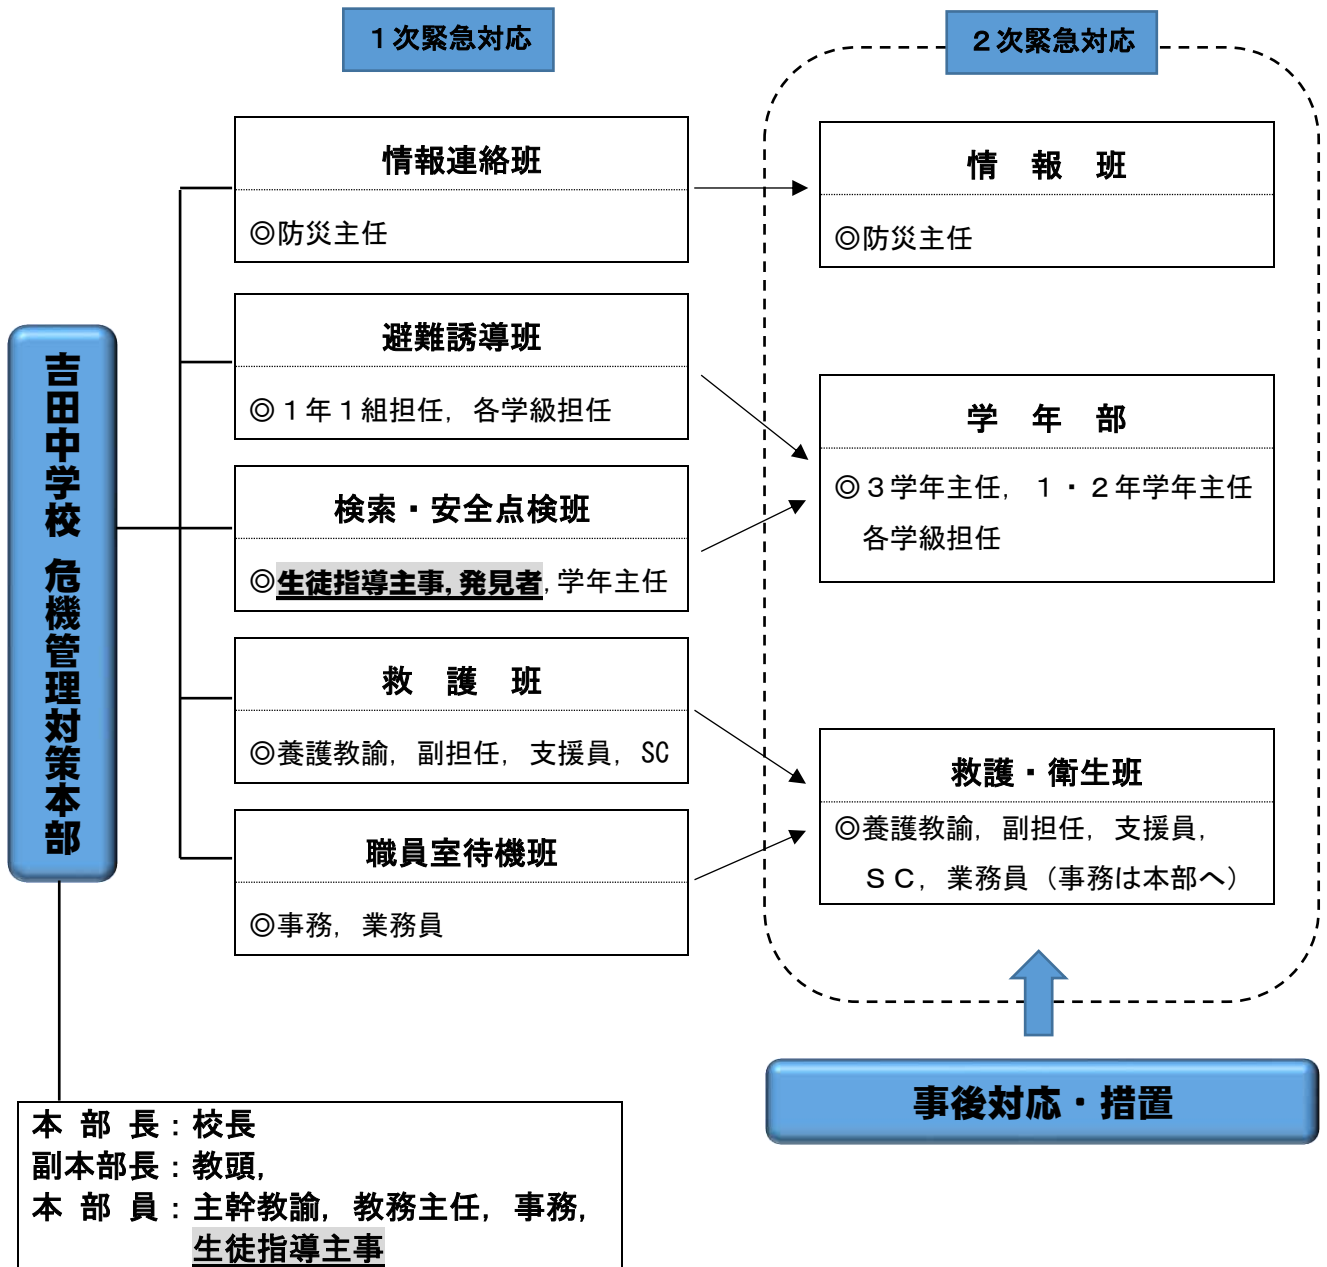 １次緊急対応
２次緊急対応
吉田中学校 危機管理対策本部
情報連絡班
◎防災主任
避難誘導班
◎１年１組担任，各学級担任
検索・安全点検班
◎生徒指導主事，発見者，学年主任
救　護　班
◎養護教諭，副担任，支援員，SC
職員室待機班
◎事務，業務員
情　報　班
◎防災主任
学　年　部
◎３学年主任，１・２年学年主任
各学級担任
救護・衛生班
◎養護教諭，副担任，支援員，
ＳＣ，業務員（事務は本部へ）
事後対応・措置
本 部 長：校長
副本部長：教頭，
本 部 員：主幹教諭，教務主任，事務，
生徒指導主事